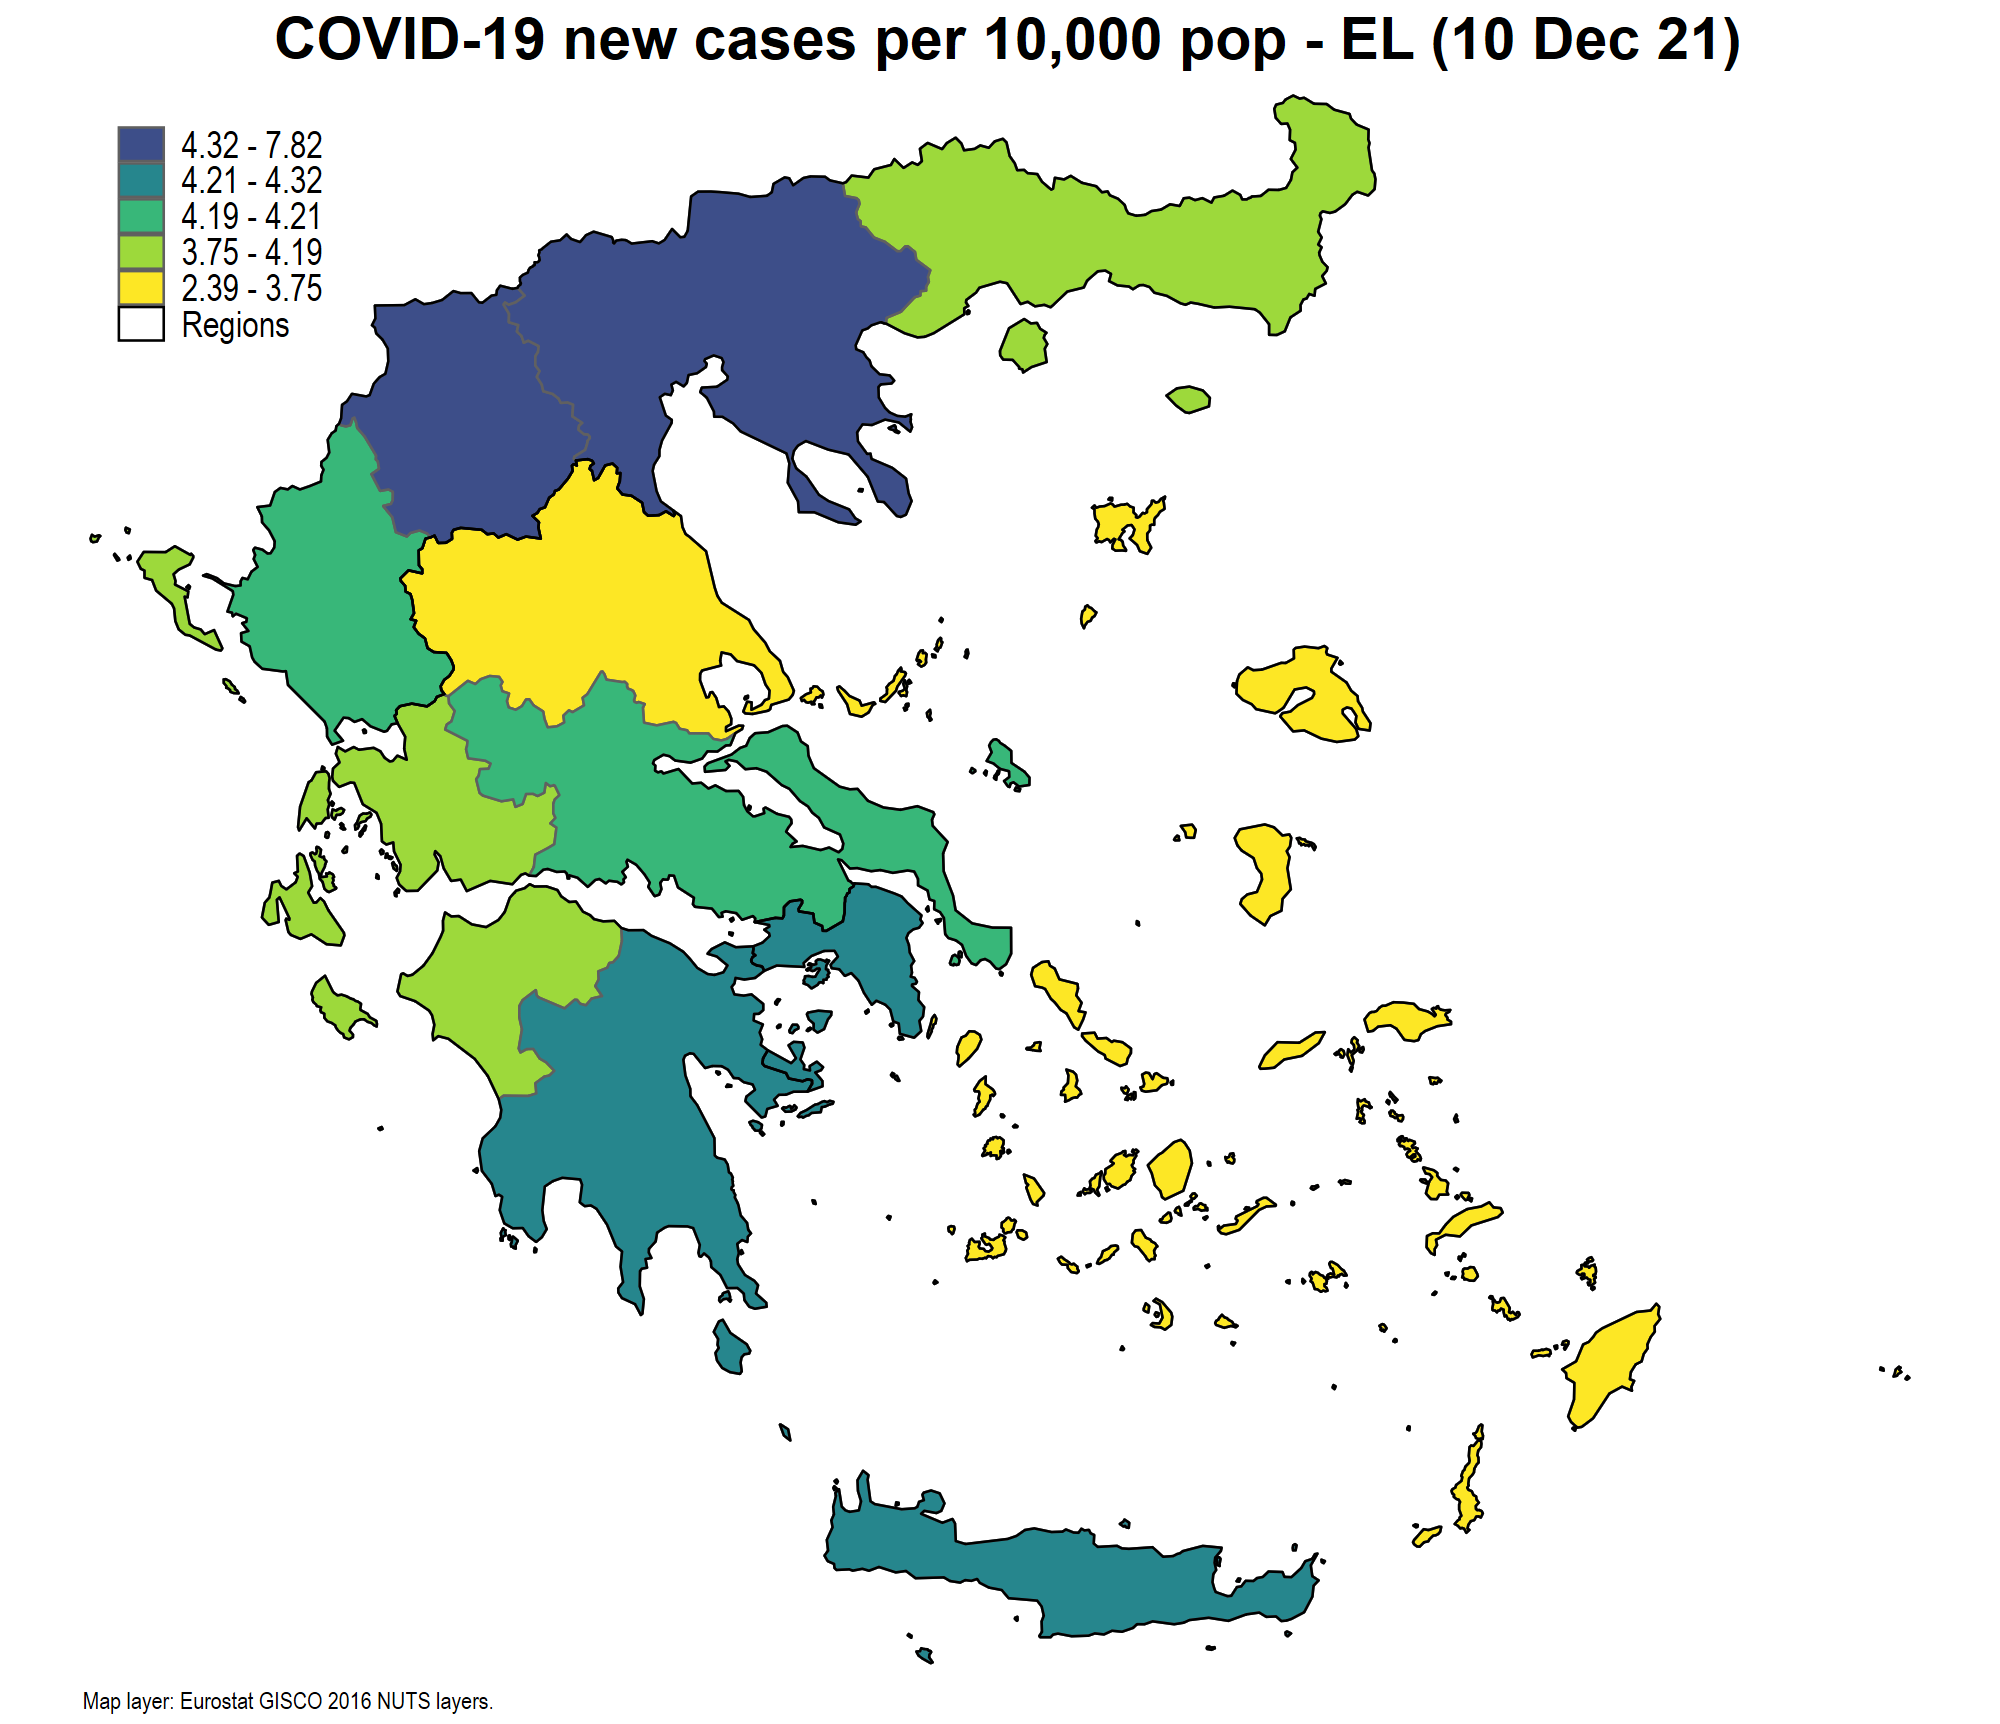 COVID-19 new cases per 10,000 pop - EL (10 Dec 21)
4.32 - 7.82
4.21 - 4.32
4.19 - 4.21
3.75 - 4.19
2.39 - 3.75
Regions
Map layer: Eurostat GISCO 2016 NUTS layers.